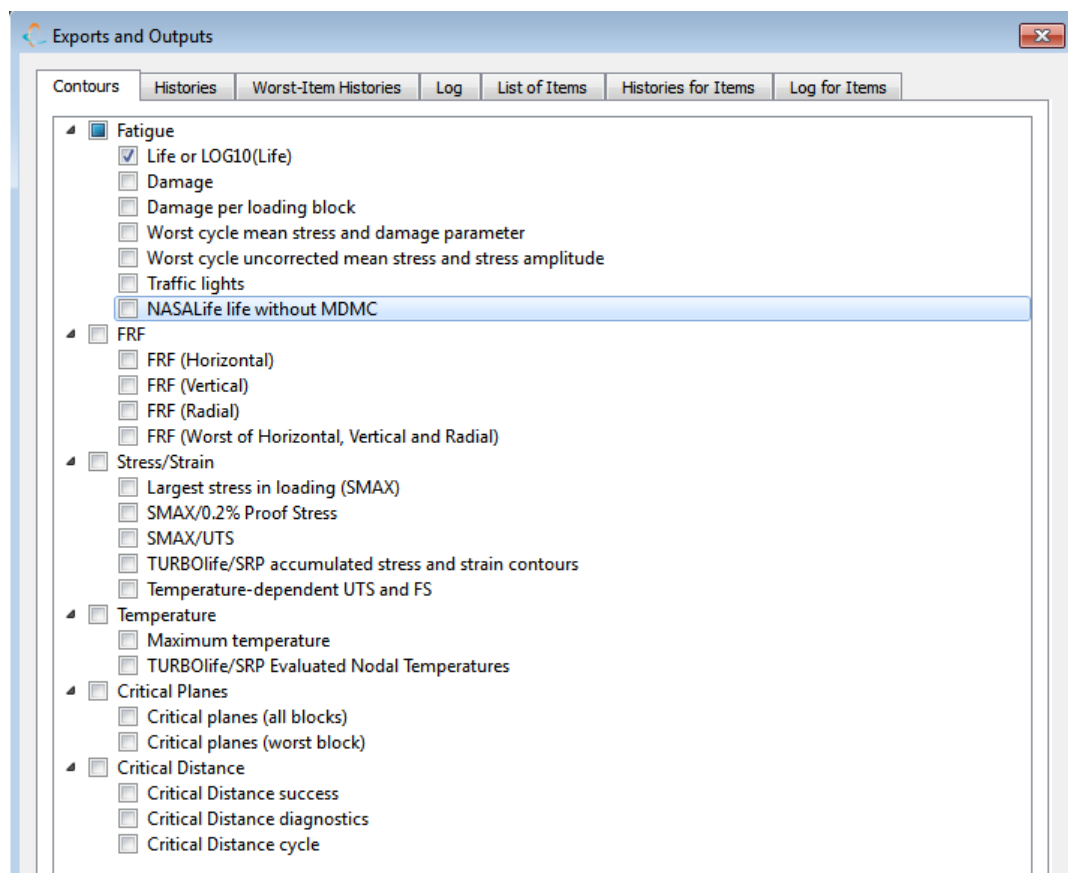 Exports and Outputs
Contours Histories Worst-Item Histories Log List of Items Histories for Items Log for Items
Fatigue
Life or LOG10(Life)
Damage
Damage per loading block
Worst cycle mean stress and damage parameter
Worst cycle uncorrected mean stress and stress amplitude
Traffic lights
NASALife life without MDMC
FRF
FRF (Horizontal)
FRF (Vertical)
FRF (Radial)
FRF (Worst of Horizontal, Vertical and Radial)
Stress/Strain
Largest stress in loading (SMAX)
SMAX/0.2% Proof Stress
SMAX/UTS
TURBOlife/SRP accumulated stress and strain contours
Temperature-dependent UTS and FS
Temperature
Maximum temperature
TURBOlife/SRP Evaluated Nodal Temperatures
Critical Planes
Critical planes (all blocks)
Critical planes (worst block)
Critical Distance
Critical Distance success
Critical Distance diagnostics
Critical Distance cycle